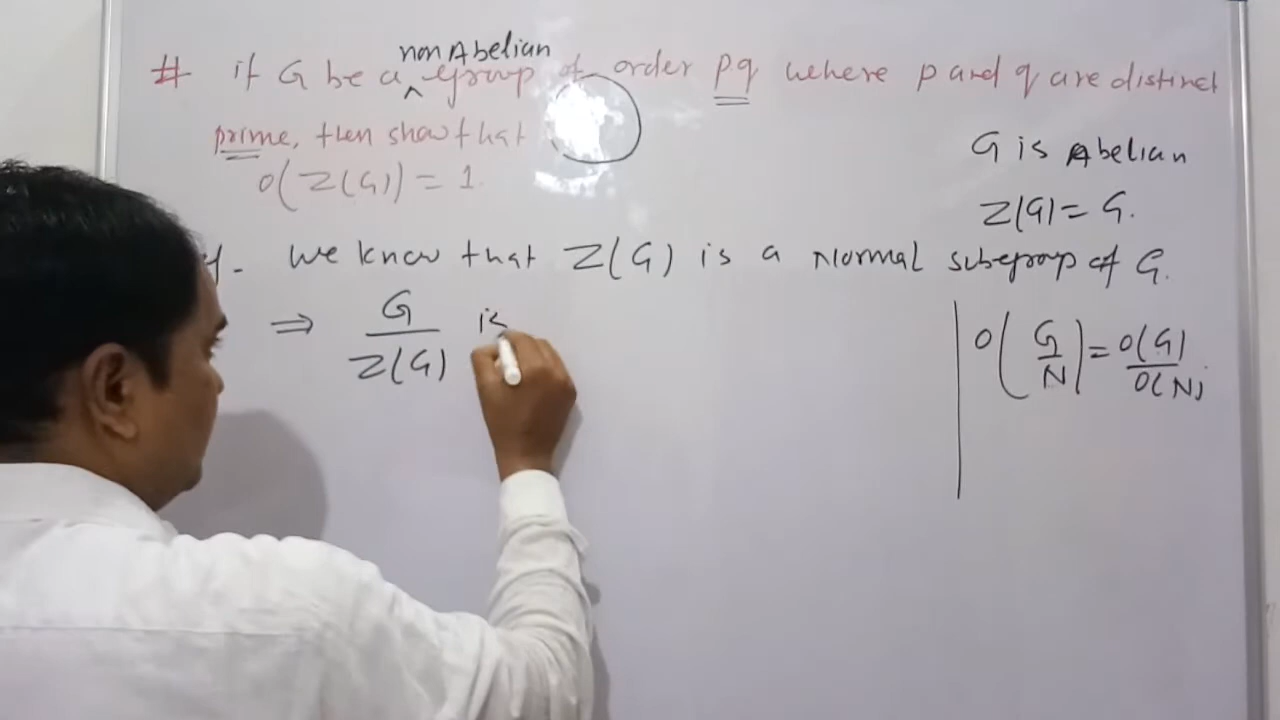 # if G be a non Abelian group of order pq where p and q are distinct
prime, then show that
O(Z(G)) = 1.
G is Abelian
Z(G) = G.
We know that Z(G) is a Normal subgroup of G.
⇒ G/Z(G) is
O(G/N) = O(G)/O(N)